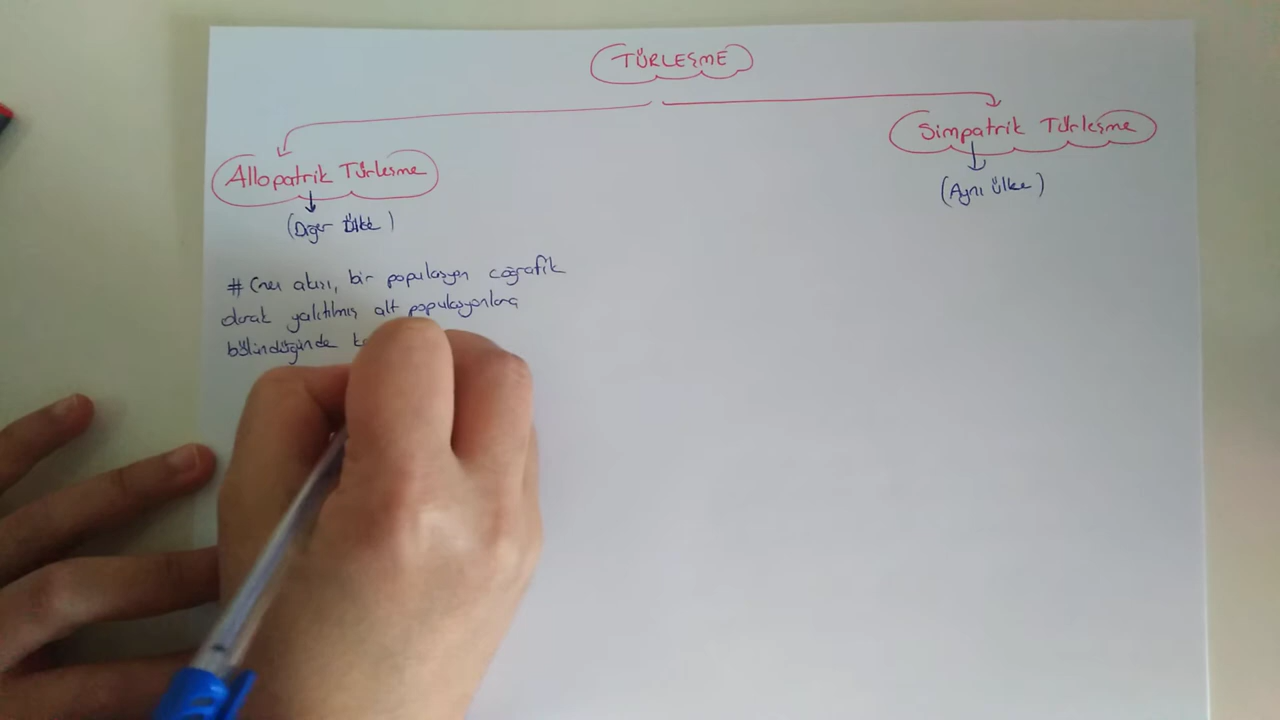 TÜRLEŞME
Simpatrik Türleşme
Allopatrik Türleşme
(Aynı ülke)
(Diğer ülke)
# Gen akışı, bir populasyon coğrafik
olarak yalıtılmış alt populasyonlara
bölündüğünde